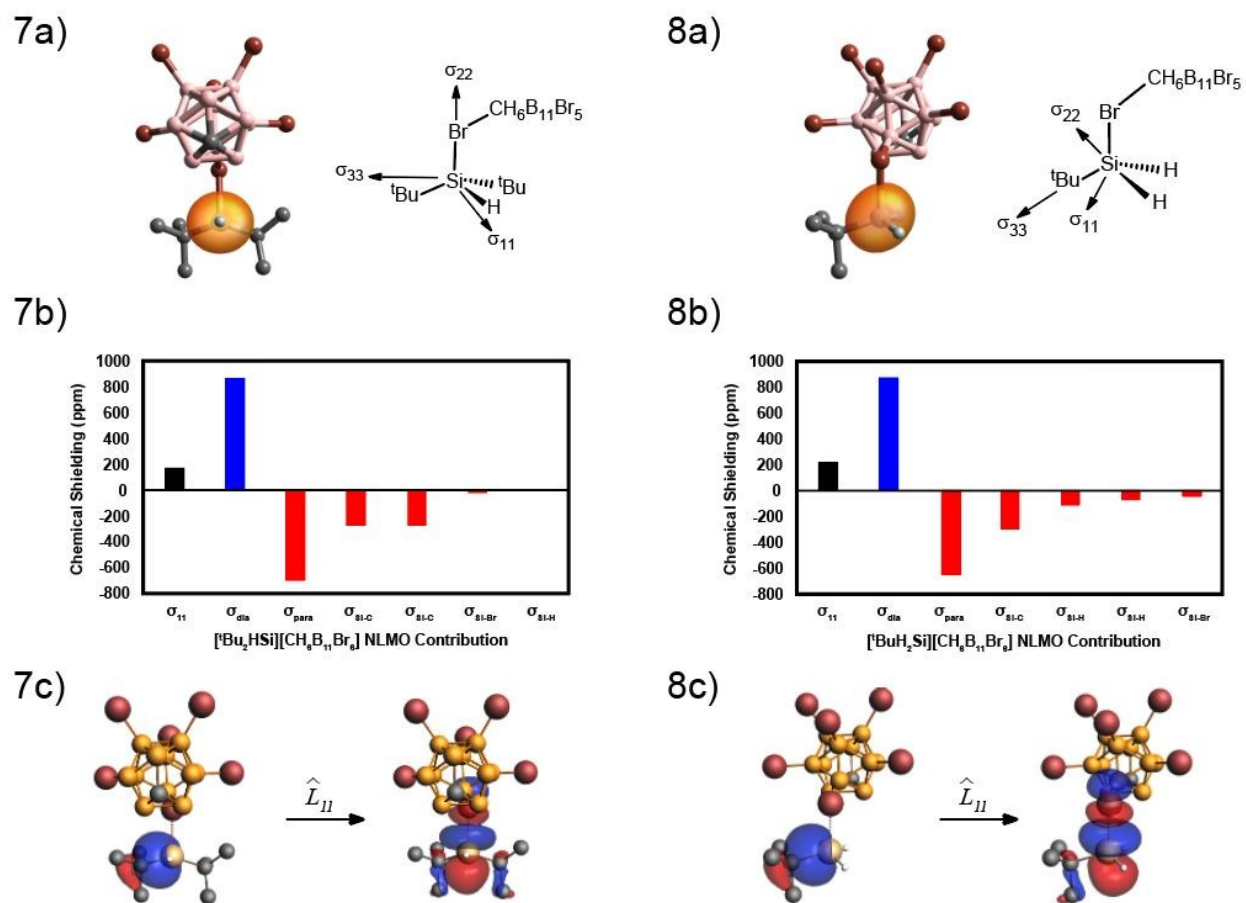 7a)
σ22
CH6B11Br5
Br
σ33
Si
tBu
tBu
H
σ11
8a)
CH6B11Br5
σ22
Br
Si
H
tBu
H
σ33
σ11
7b)
1000
800
600
400
200
0
-200
-400
-600
-800
Chemical Shielding (ppm)
σ11 σdia σpara σSi-C σSi-C σSi-Br σSi-H
[tBu2HSi][CH6B11Br6] NLMO Contribution
8b)
1000
800
600
400
200
0
-200
-400
-600
-800
Chemical Shielding (ppm)
σ11 σdia σpara σSi-C σSi-H σSi-H σSi-Br
[tBuH2Si][CH6B11Br6] NLMO Contribution
7c)
L̂11
8c)
L̂11